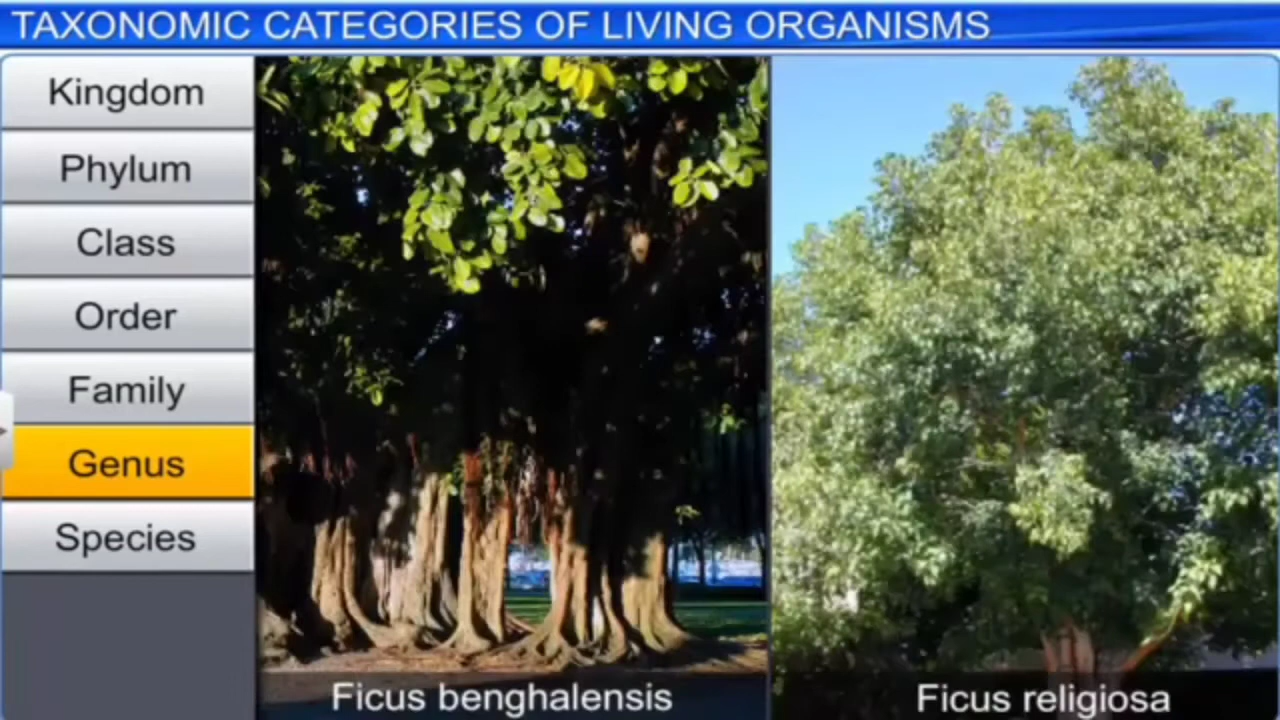 TAXONOMIC CATEGORIES OF LIVING ORGANISMS
Kingdom
Phylum
Class
Order
Family
Genus
Species
Ficus benghalensis
Ficus religiosa